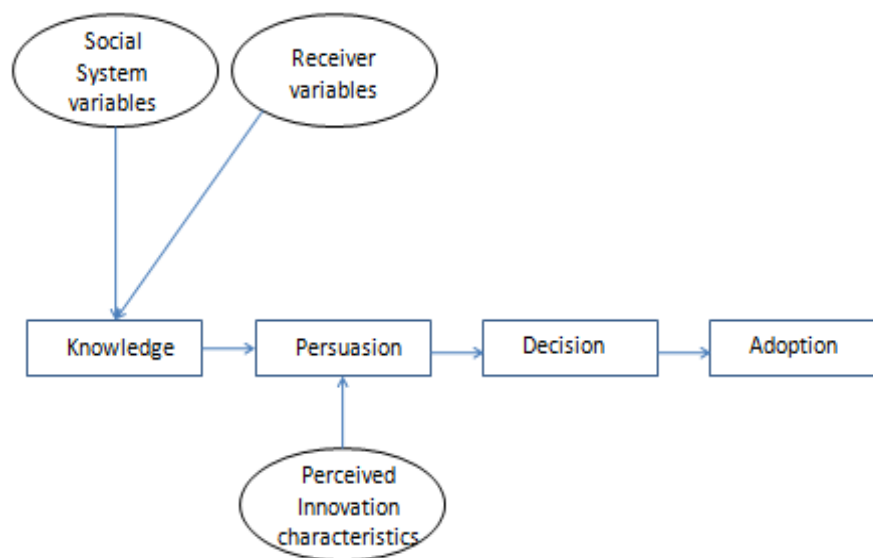 Social
System
variables
Receiver
variables
Knowledge
Persuasion
Decision
Adoption
Perceived
Innovation
characteristics